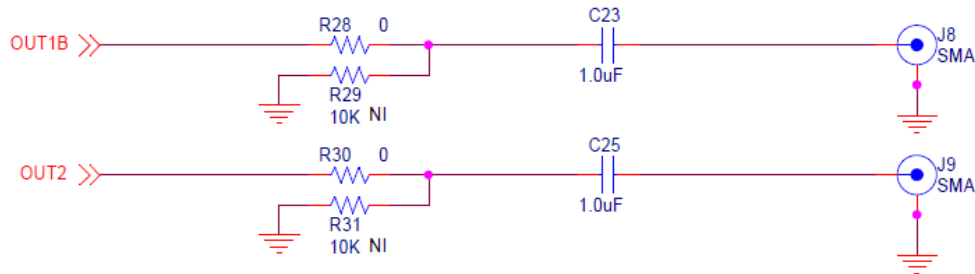 R28 0
C23
OUT1B
J8
SMA
R29
1.0uF
10K NI
R30 0
C25
OUT2
J9
SMA
R31
1.0uF
10K NI